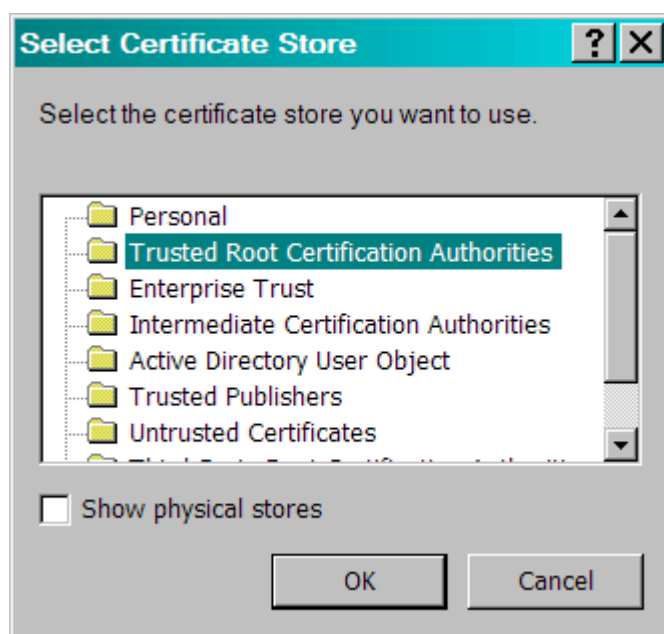 Select Certificate Store
Select the certificate store you want to use.
Personal
Trusted Root Certification Authorities
Enterprise Trust
Intermediate Certification Authorities
Active Directory User Object
Trusted Publishers
Untrusted Certificates
Show physical stores
OK Cancel